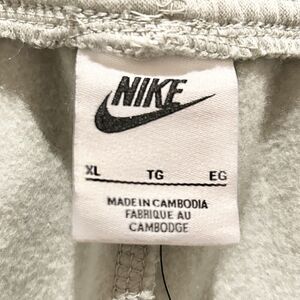 NIKE
XL TG EG
MADE IN CAMBODIA
FABRIQUE AU
CAMBODGE